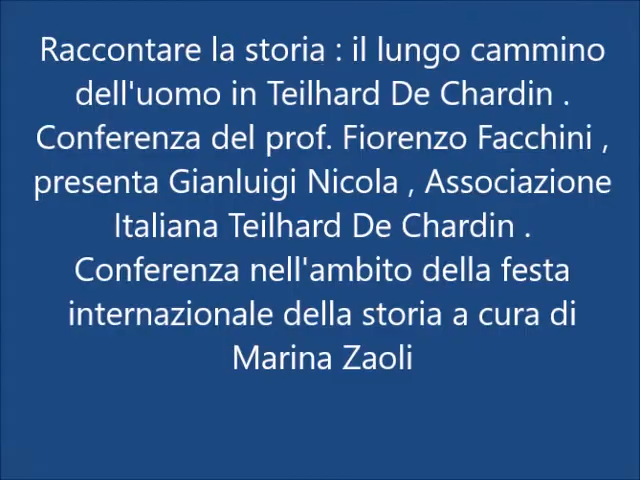 Raccontare la storia : il lungo cammino
dell'uomo in Teilhard De Chardin .
Conferenza del prof. Fiorenzo Facchini ,
presenta Gianluigi Nicola , Associazione
Italiana Teilhard De Chardin .
Conferenza nell'ambito della festa
internazionale della storia a cura di
Marina Zaoli